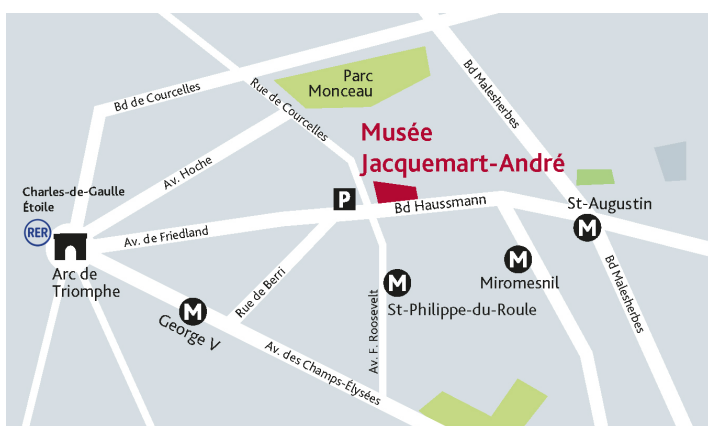 Bd de Courcelles
Rue de Courcelles
Parc
Monceau
Bd Malesherbes
Musée
Jacquemart-André
Av. Hoche
Charles-de-Gaulle
Étoile
RER
P
Bd Haussmann
St-Augustin
M
Av. de Friedland
Arc de
Triomphe
M
Miromesnil
Bd Malesherbes
Rue de Berri
M
St-Philippe-du-Roule
M
George V
Av. F. Roosevelt
Av. des Champs-Élysées